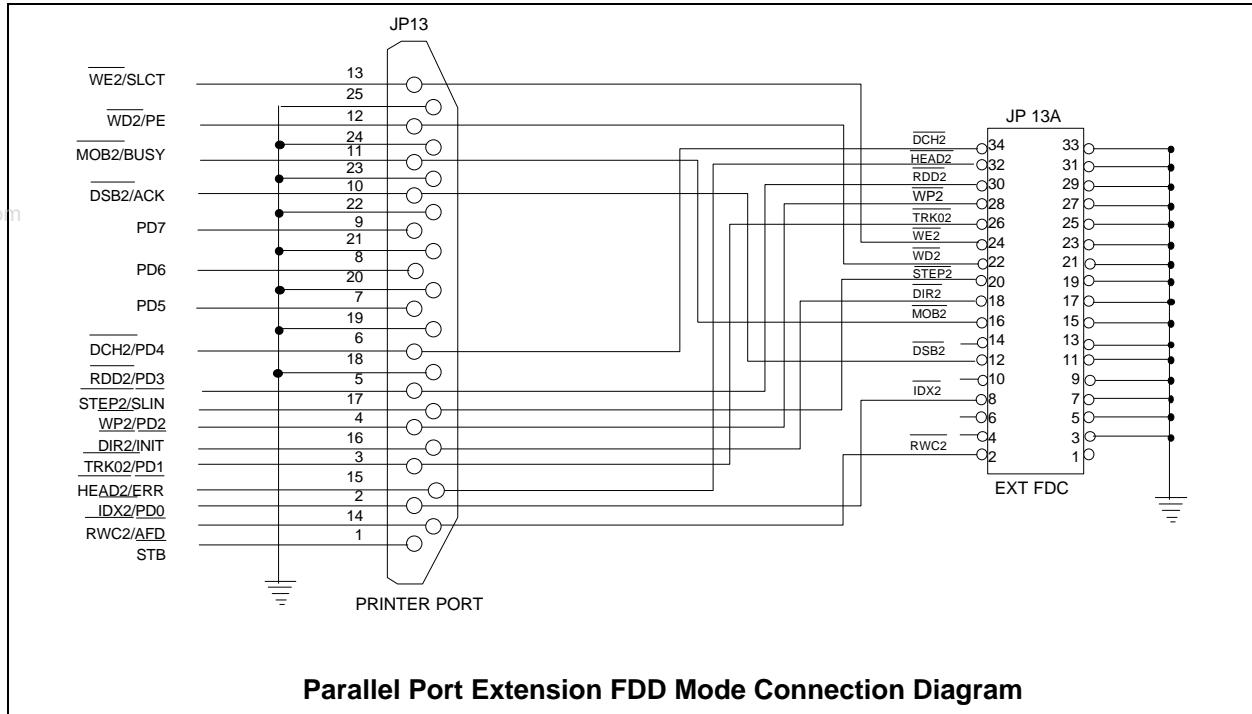 JP13
WE2/SLCT
WD2/PE
MOB2/BUSY
DSB2/ACK
PD7
PD6
PD5
DCH2/PD4
RDD2/PD3
STEP2/SLIN
WP2/PD2
DIR2/INIT
TRK02/PD1
HEAD2/ERR
IDX2/PD0
RWC2/AFD
STB
13
25
12
24
11
23
10
22
9
21
8
20
7
19
6
18
5
17
4
16
3
15
2
14
1
PRINTER PORT
JP 13A
DCH2
HEAD2
RDD2
WP2
TRK02
WE2
WD2
STEP2
DIR2
MOB2
DSB2
IDX2
RWC2
34 33
32 31
30 29
28 27
26 25
24 23
22 21
20 19
18 17
16 15
14 13
12 11
10 9
8 7
6 5
4 3
2 1
EXT FDC
Parallel Port Extension FDD Mode Connection Diagram